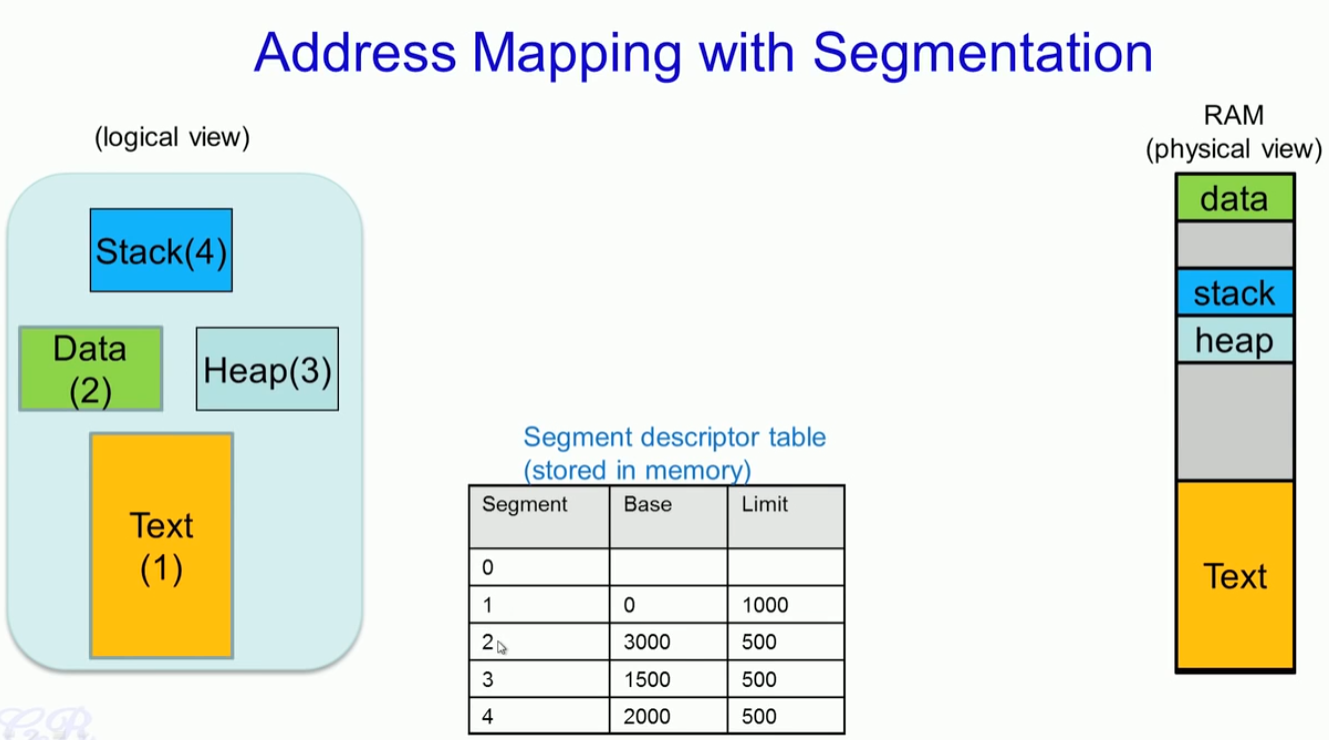 Address Mapping with Segmentation
(logical view)
Stack(4)
Data
(2)
Heap(3)
Text
(1)
Segment descriptor table
(stored in memory)
Segment Base Limit
0
1 0 1000
2 3000 500
3 1500 500
4 2000 500
RAM
(physical view)
data
stack
heap
Text